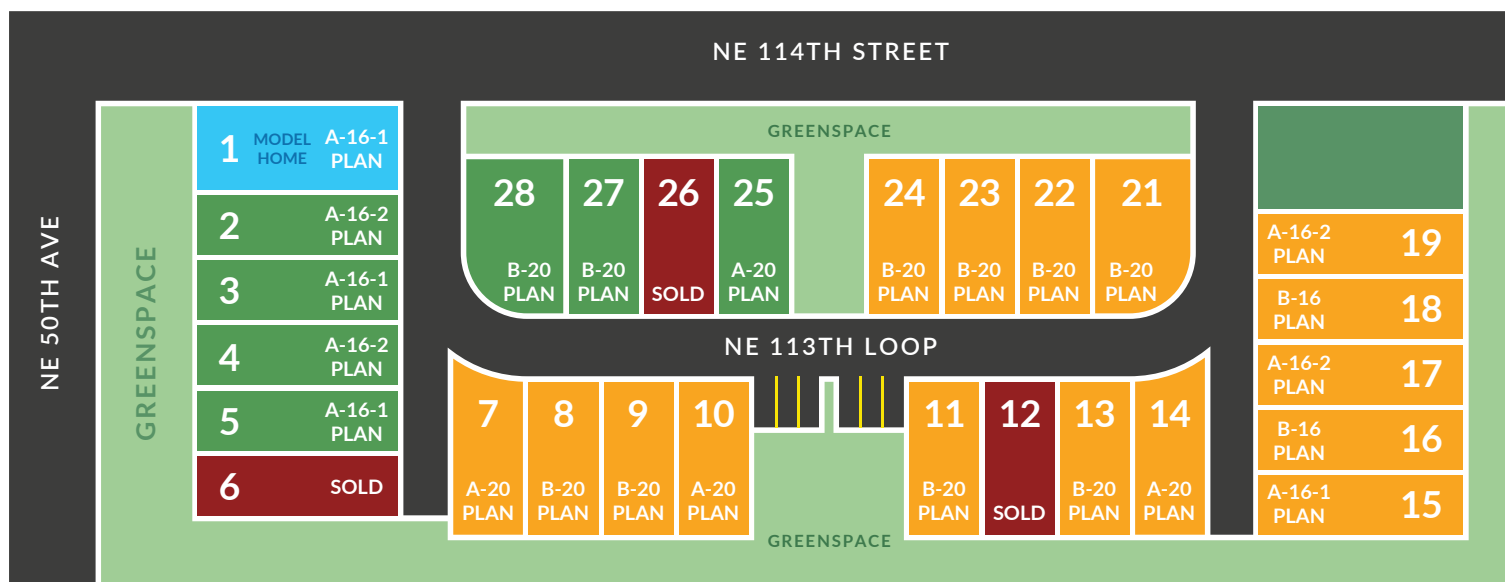 NE 114TH STREET
NE 50TH AVE
GREENSPACE
1 MODEL HOME A-16-1 PLAN
2 A-16-2 PLAN
3 A-16-1 PLAN
4 A-16-2 PLAN
5 A-16-1 PLAN
6 SOLD
GREENSPACE
28 27 26 25 24 23 22 21
B-20 B-20 A-20 B-20 B-20 B-20 B-20
PLAN PLAN SOLD PLAN PLAN PLAN PLAN PLAN
NE 113TH LOOP
7 8 9 10 11 12 13 14
A-20 B-20 B-20 A-20 B-20 B-20 A-20
PLAN PLAN PLAN PLAN PLAN SOLD PLAN PLAN
GREENSPACE
A-16-2 PLAN 19
B-16 PLAN 18
A-16-2 PLAN 17
B-16 PLAN 16
A-16-1 PLAN 15